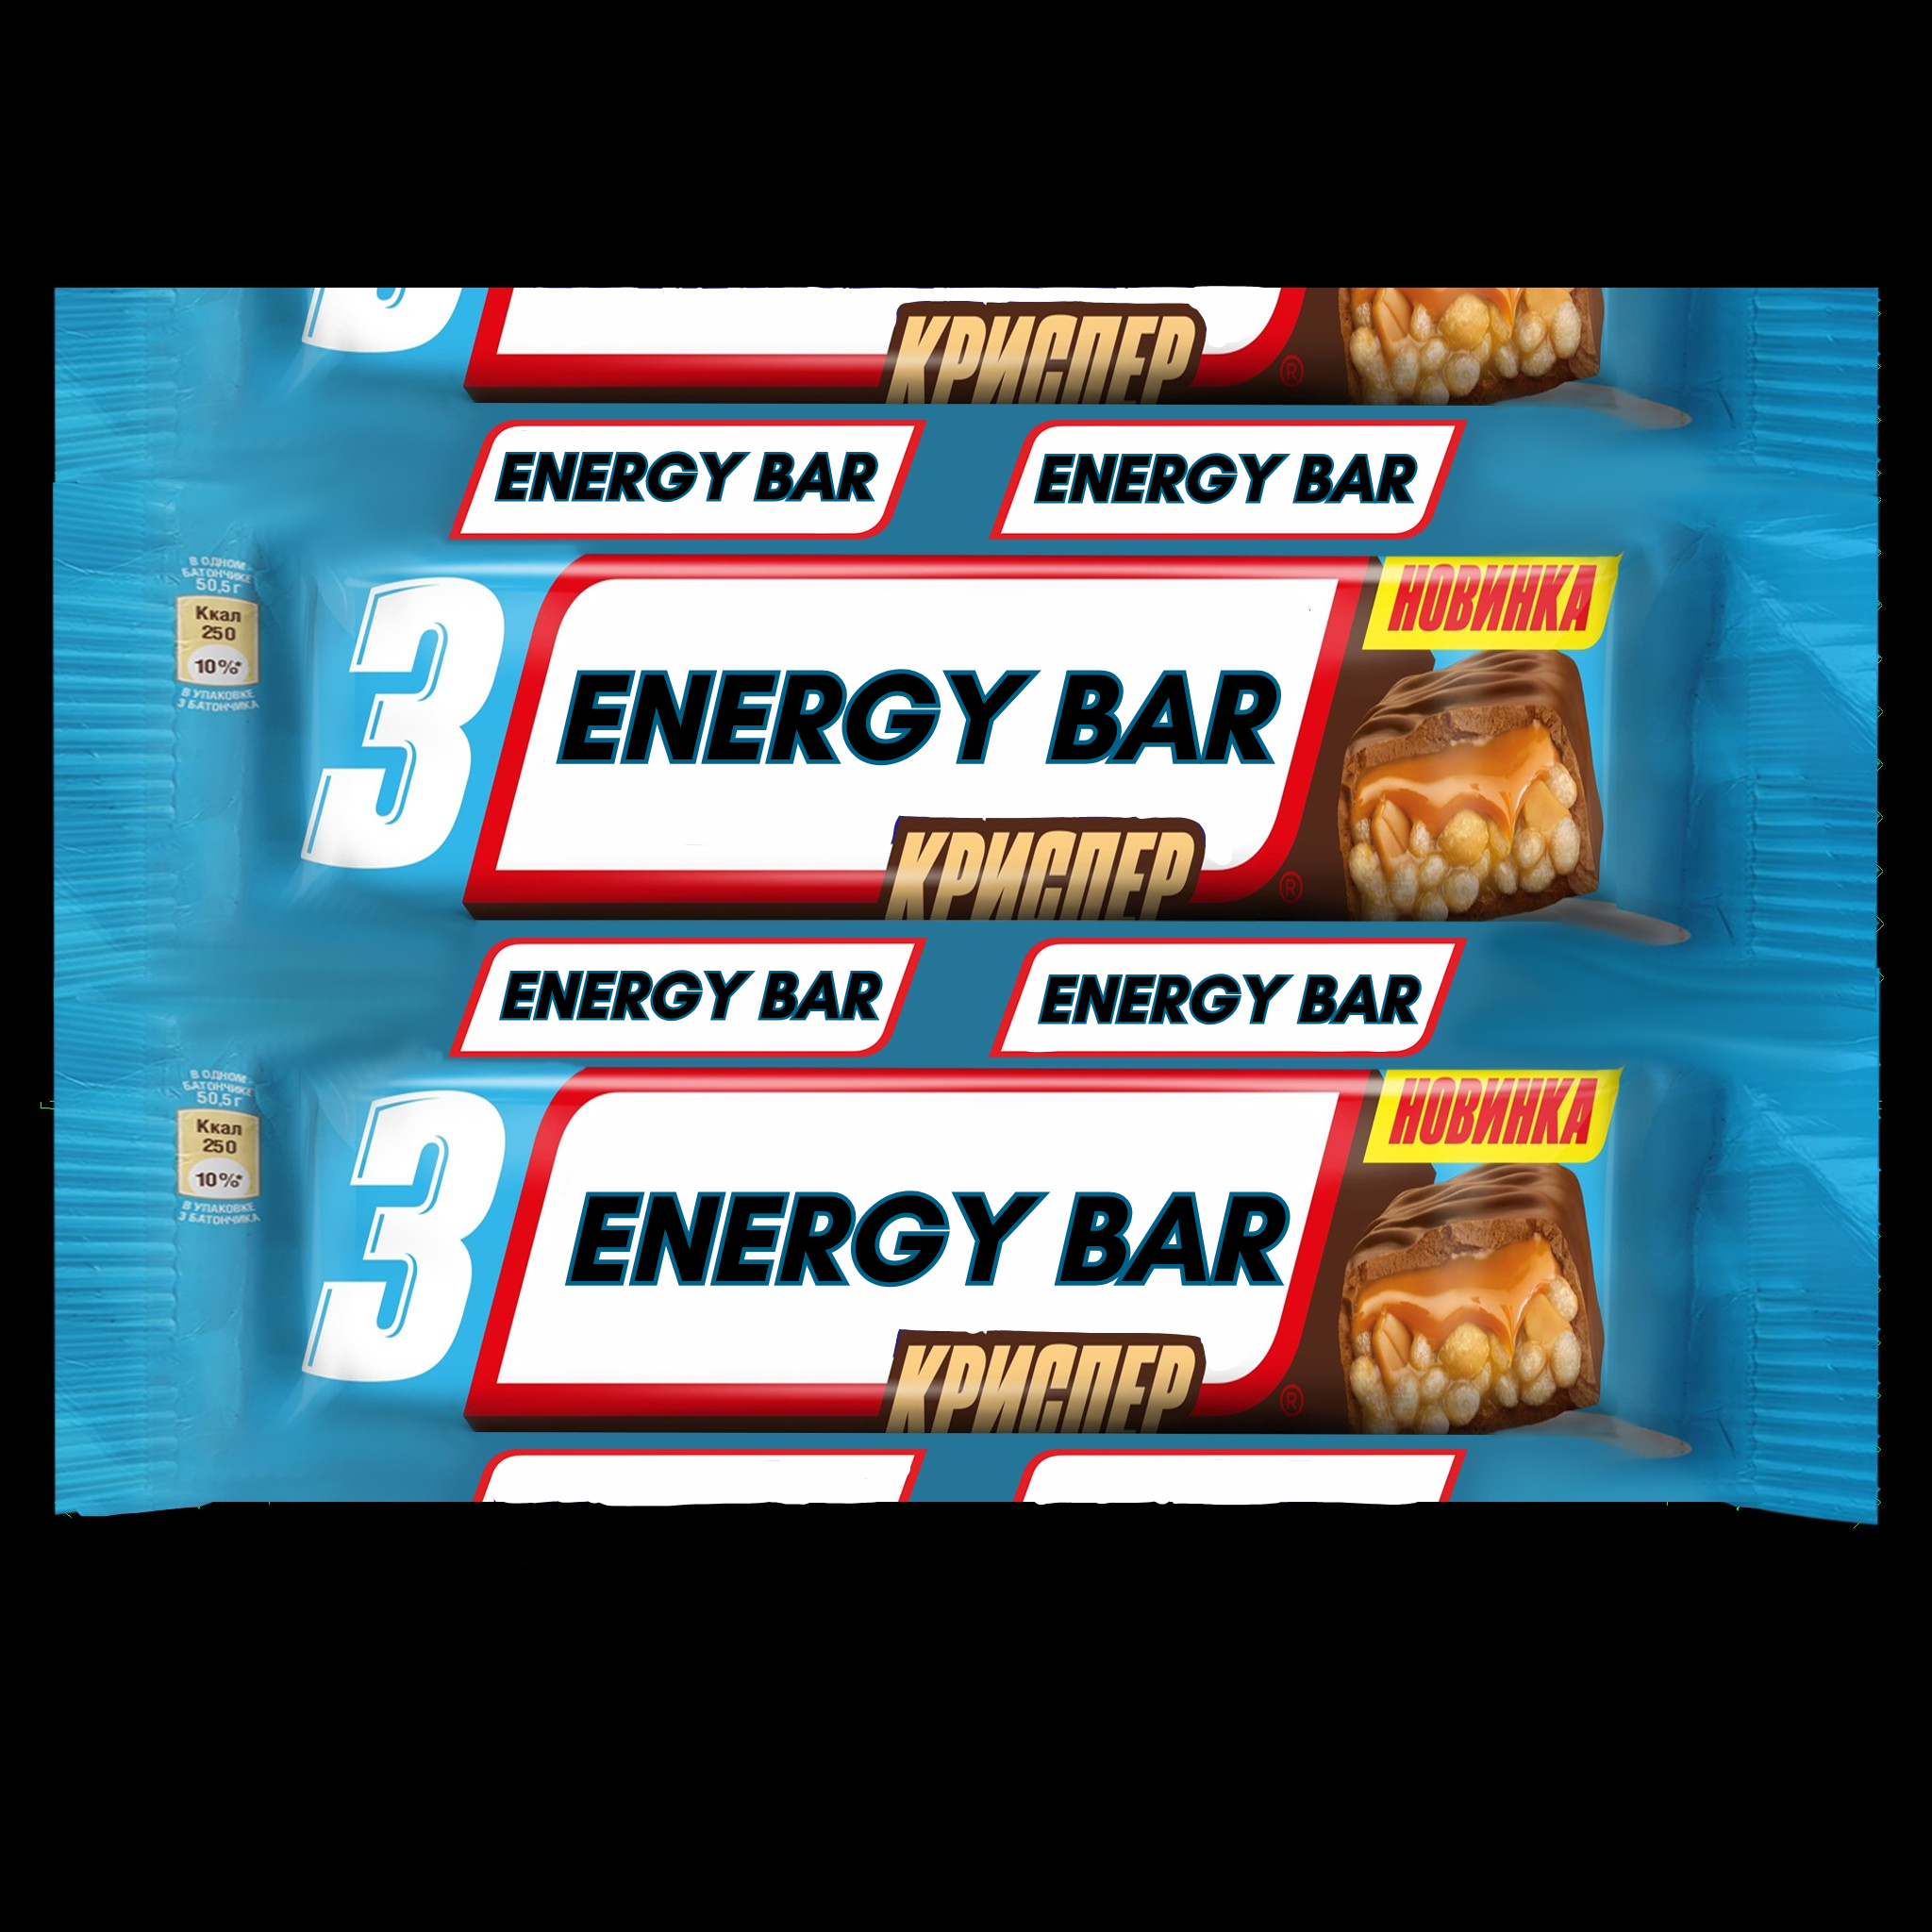 3
КРИСПЕР
®
ENERGY BAR
ENERGY BAR
В ОДНОМ
БАТОНЧИКЕ
50,5 г
Ккал
250
10%*
В УПАКОВКЕ
3 БАТОНЧИКА
3
ENERGY BAR
НОВИНКА
КРИСПЕР
®
ENERGY BAR
ENERGY BAR
В ОДНОМ
БАТОНЧИКЕ
50,5 г
Ккал
250
10%*
В УПАКОВКЕ
3 БАТОНЧИКА
3
ENERGY BAR
НОВИНКА
КРИСПЕР
®